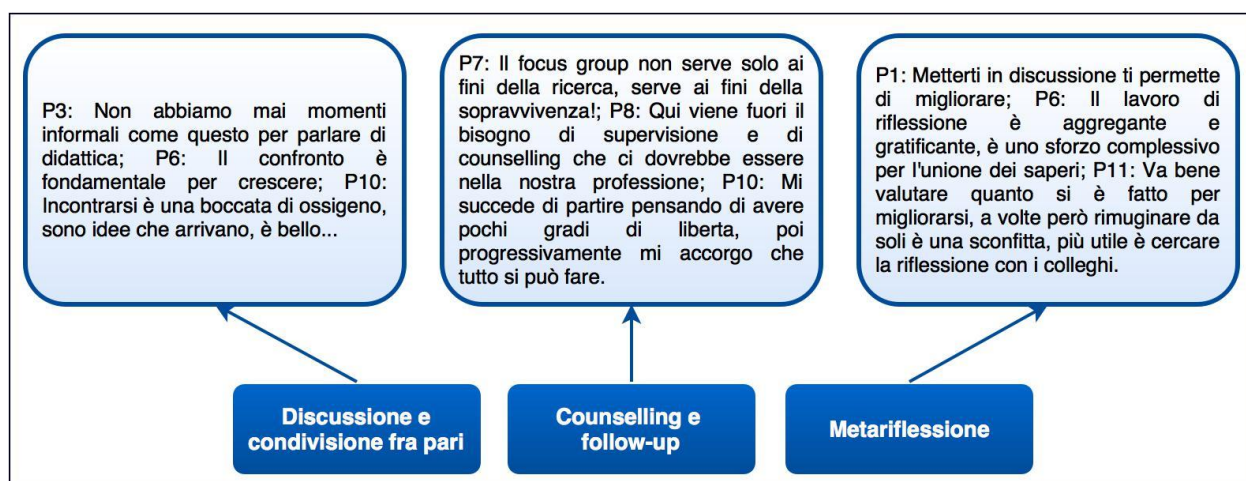 P3: Non abbiamo mai momenti
informali come questo per parlare di
didattica; P6: Il confronto è
fondamentale per crescere; P10:
Incontrarsi è una boccata di ossigeno,
sono idee che arrivano, è bello...
P7: Il focus group non serve solo ai
fini della ricerca, serve ai fini della
sopravvivenza!; P8: Qui viene fuori il
bisogno di supervisione e di
counselling che ci dovrebbe essere
nella nostra professione; P10: Mi
succede di partire pensando di avere
pochi gradi di liberta, poi
progressivamente mi accorgo che
tutto si può fare.
P1: Metterti in discussione ti permette
di migliorare; P6: Il lavoro di
riflessione è aggregante e
gratificante, è uno sforzo complessivo
per l'unione dei saperi; P11: Va bene
valutare quanto si è fatto per
migliorarsi, a volte però rimuginare da
soli è una sconfitta, più utile è cercare
la riflessione con i colleghi.
Discussione e
condivisione fra pari
Counselling e
follow-up
Metariflessione